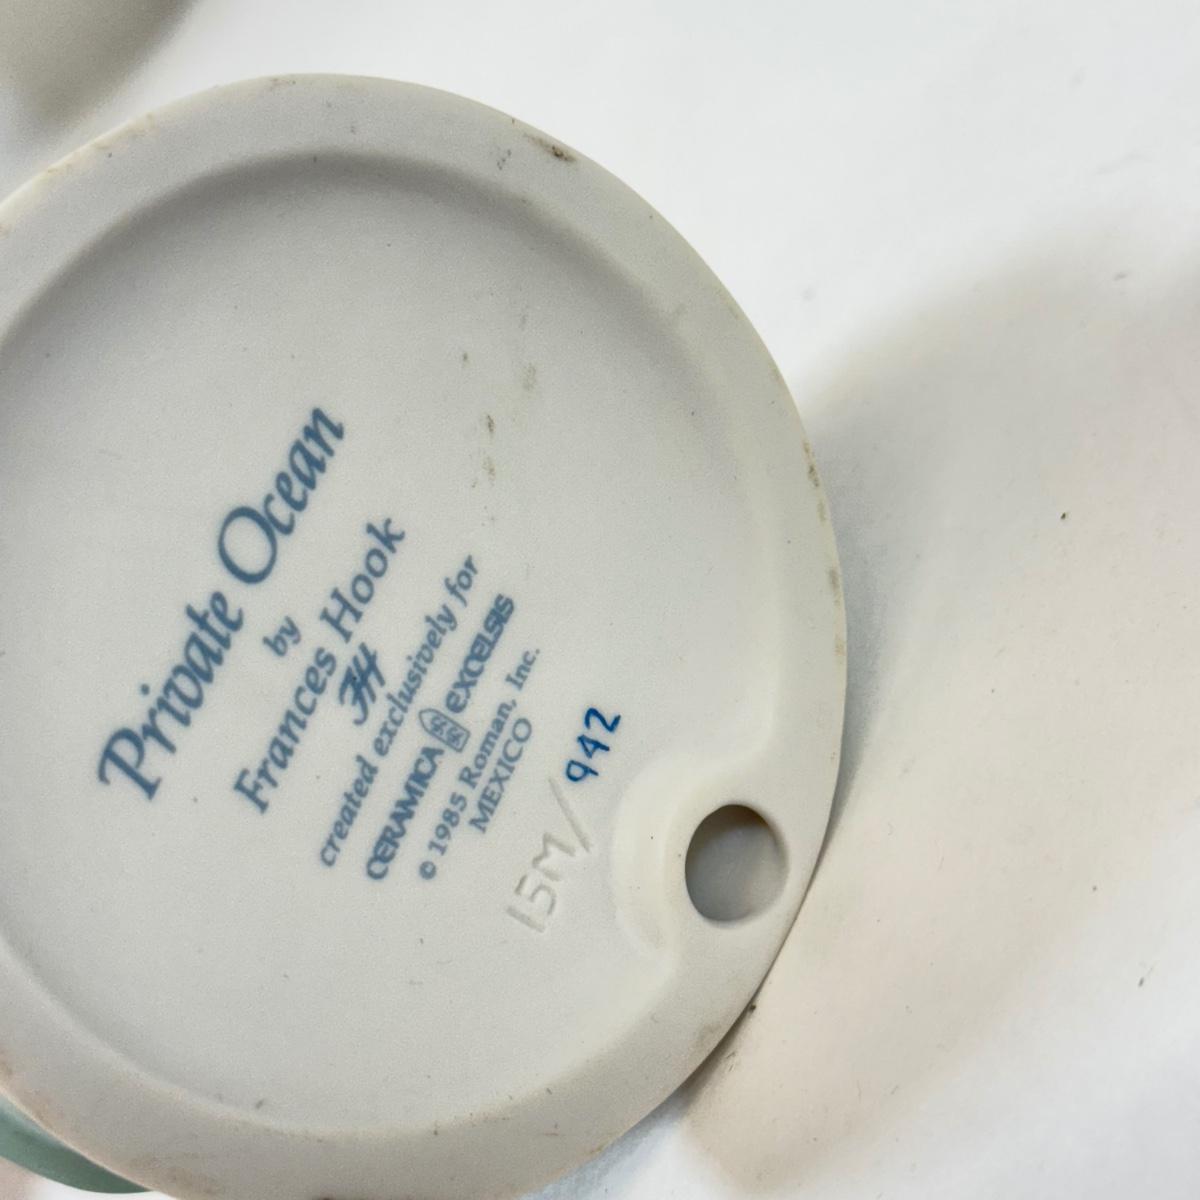 Private Ocean
by
Frances Hook
FH
created exclusively for
CERAMICA EXCELSIS
© 1985 Roman, Inc.
MEXICO
15M/942